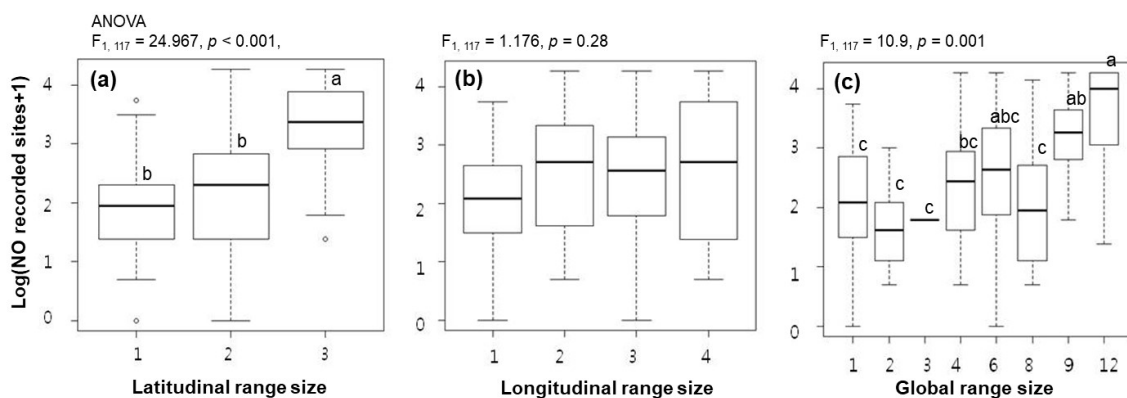 ANOVA
F1, 117 = 24.967, p < 0.001,
F1, 117 = 1.176, p = 0.28
F1, 117 = 10.9, p = 0.001
Log(NO recorded sites+1)
(a)
4
3
2
1
0
b
b
a
1 2 3
Latitudinal range size
(b)
4
3
2
1
0
1 2 3 4
Longitudinal range size
(c)
4
3
2
1
0
c
c
c
bc
abc
c
ab
a
1 2 3 4 6 8 9 12
Global range size